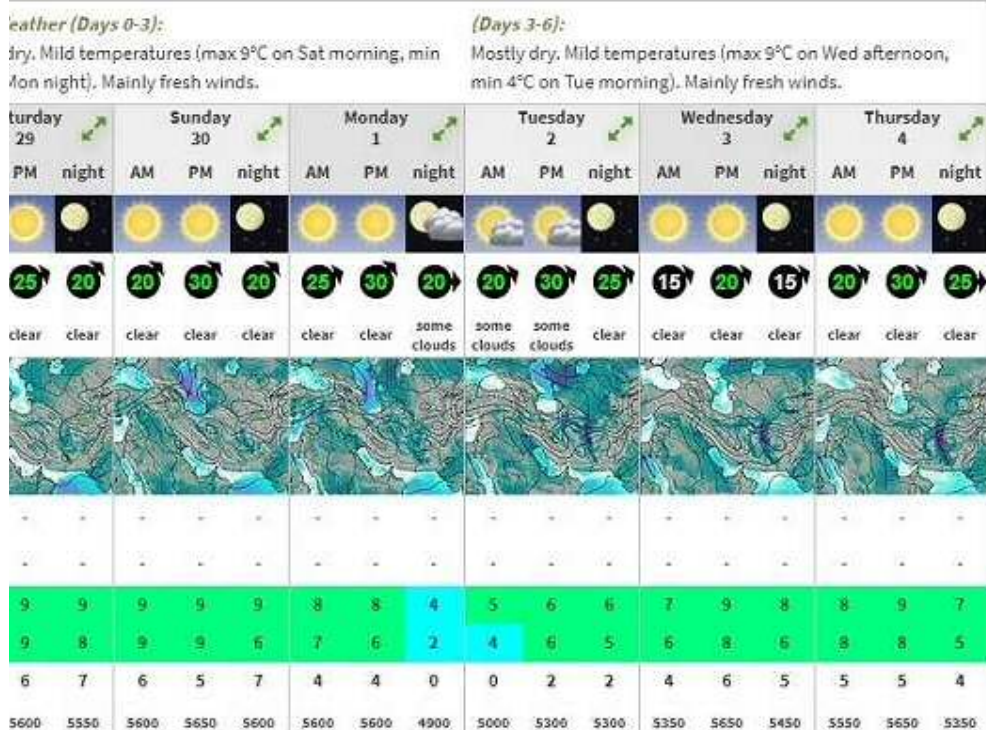 eather (Days 0-3):
dry. Mild temperatures (max 9°C on Sat morning, min
Mon night). Mainly fresh winds.
(Days 3-6):
Mostly dry. Mild temperatures (max 9°C on Wed afternoon,
min 4°C on Tue morning). Mainly fresh winds.
turday Sunday Monday Tuesday Wednesday Thursday
29 30 1 2 3 4
PM night AM PM night AM PM night AM PM night AM PM night AM PM night
25 20 20 30 20 25 30 20 20 30 25 15 20 15 20 30 25
clear clear clear clear clear clear clear some clouds some clouds some clouds clear clear clear clear clear clear clear
- - - - - - - - - - - - - - - - -
- - - - - - - - - - - - - - - - -
9 9 9 9 9 8 8 4 5 6 6 7 9 8 8 9 7
9 8 9 9 6 7 6 2 4 6 5 6 8 6 8 8 5
6 7 6 5 7 4 4 0 0 2 2 4 6 5 5 5 4
5600 5550 5600 5650 5600 5600 5600 4900 5000 5300 5300 5350 5650 5450 5550 5650 5350